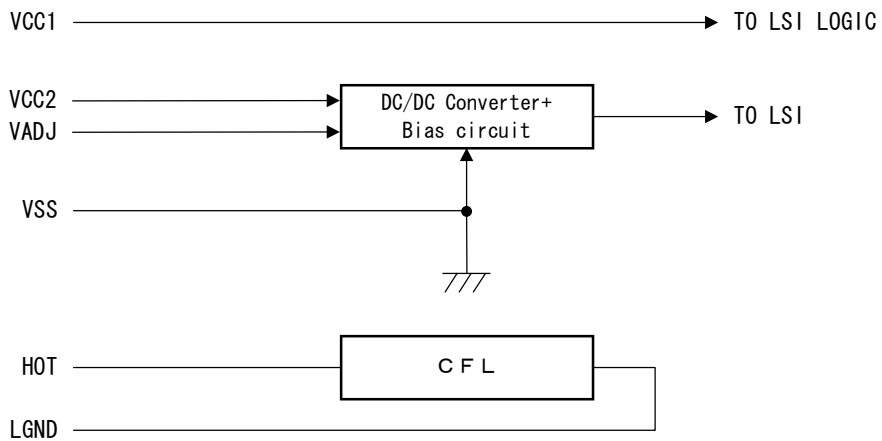 VCC1
TO LSI LOGIC
VCC2
VADJ
DC/DC Converter+
Bias circuit
TO LSI
VSS
HOT
CFL
LGND